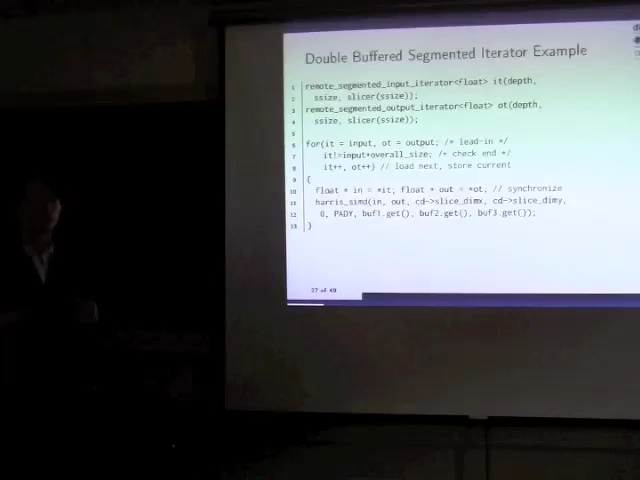 Double Buffered Segmented Iterator Example
1 remote_segmented_input_iterator<float> it(depth,
2 ssize, slicer(ssize));
3 remote_segmented_output_iterator<float> ot(depth,
4 ssize, slicer(ssize));
5
6 for(it = input, ot = output; /* lead-in */
7 it!=input+overall_size; /* check end */
8 it++, ot++) // load next, store current
9 {
10 float * in = *it; float * out = *ot; // synchronize
11 harris_simd(in, out, cd->slice_dimx, cd->slice_dimy,
12 0, PADY, buf1.get(), buf2.get(), buf3.get());
13 }
27 of 40